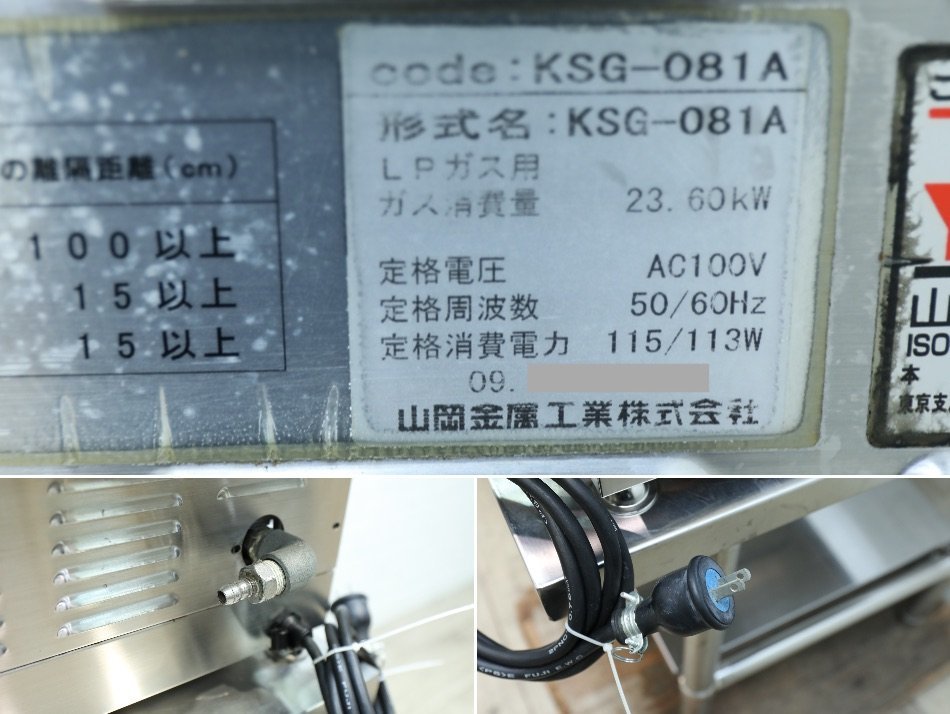 code:KSG-081A
形式名:KSG-081A
LPガス用
ガス消費量 23.60kW
定格電圧 AC100V
定格周波数 50/60Hz
定格消費電力 115/113W
09.
山岡金属工業株式会社
の離隔距離(cm)
100以上
15以上
15以上
山
ISO
本
東京支